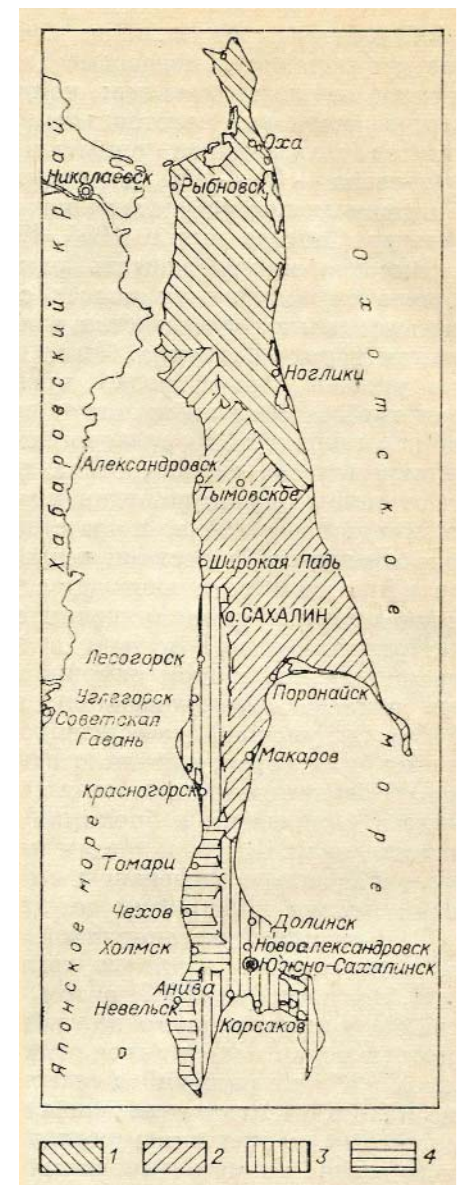 Оха
Николаевск
Рыбновск
Хабаровский край
Охотское море
Ноглики
Александровск
Тымовское
Широкая Падь
о. САХАЛИН
Лесогорск
Поронайск
Углегорск
Советская
Гавань
Макаров
Красногорск
Томари
Чехов
Долинск
Холмск
Новоалександровск
Южно-Сахалинск
Анива
Невельск
Корсаков
Японское море
1 2 3 4